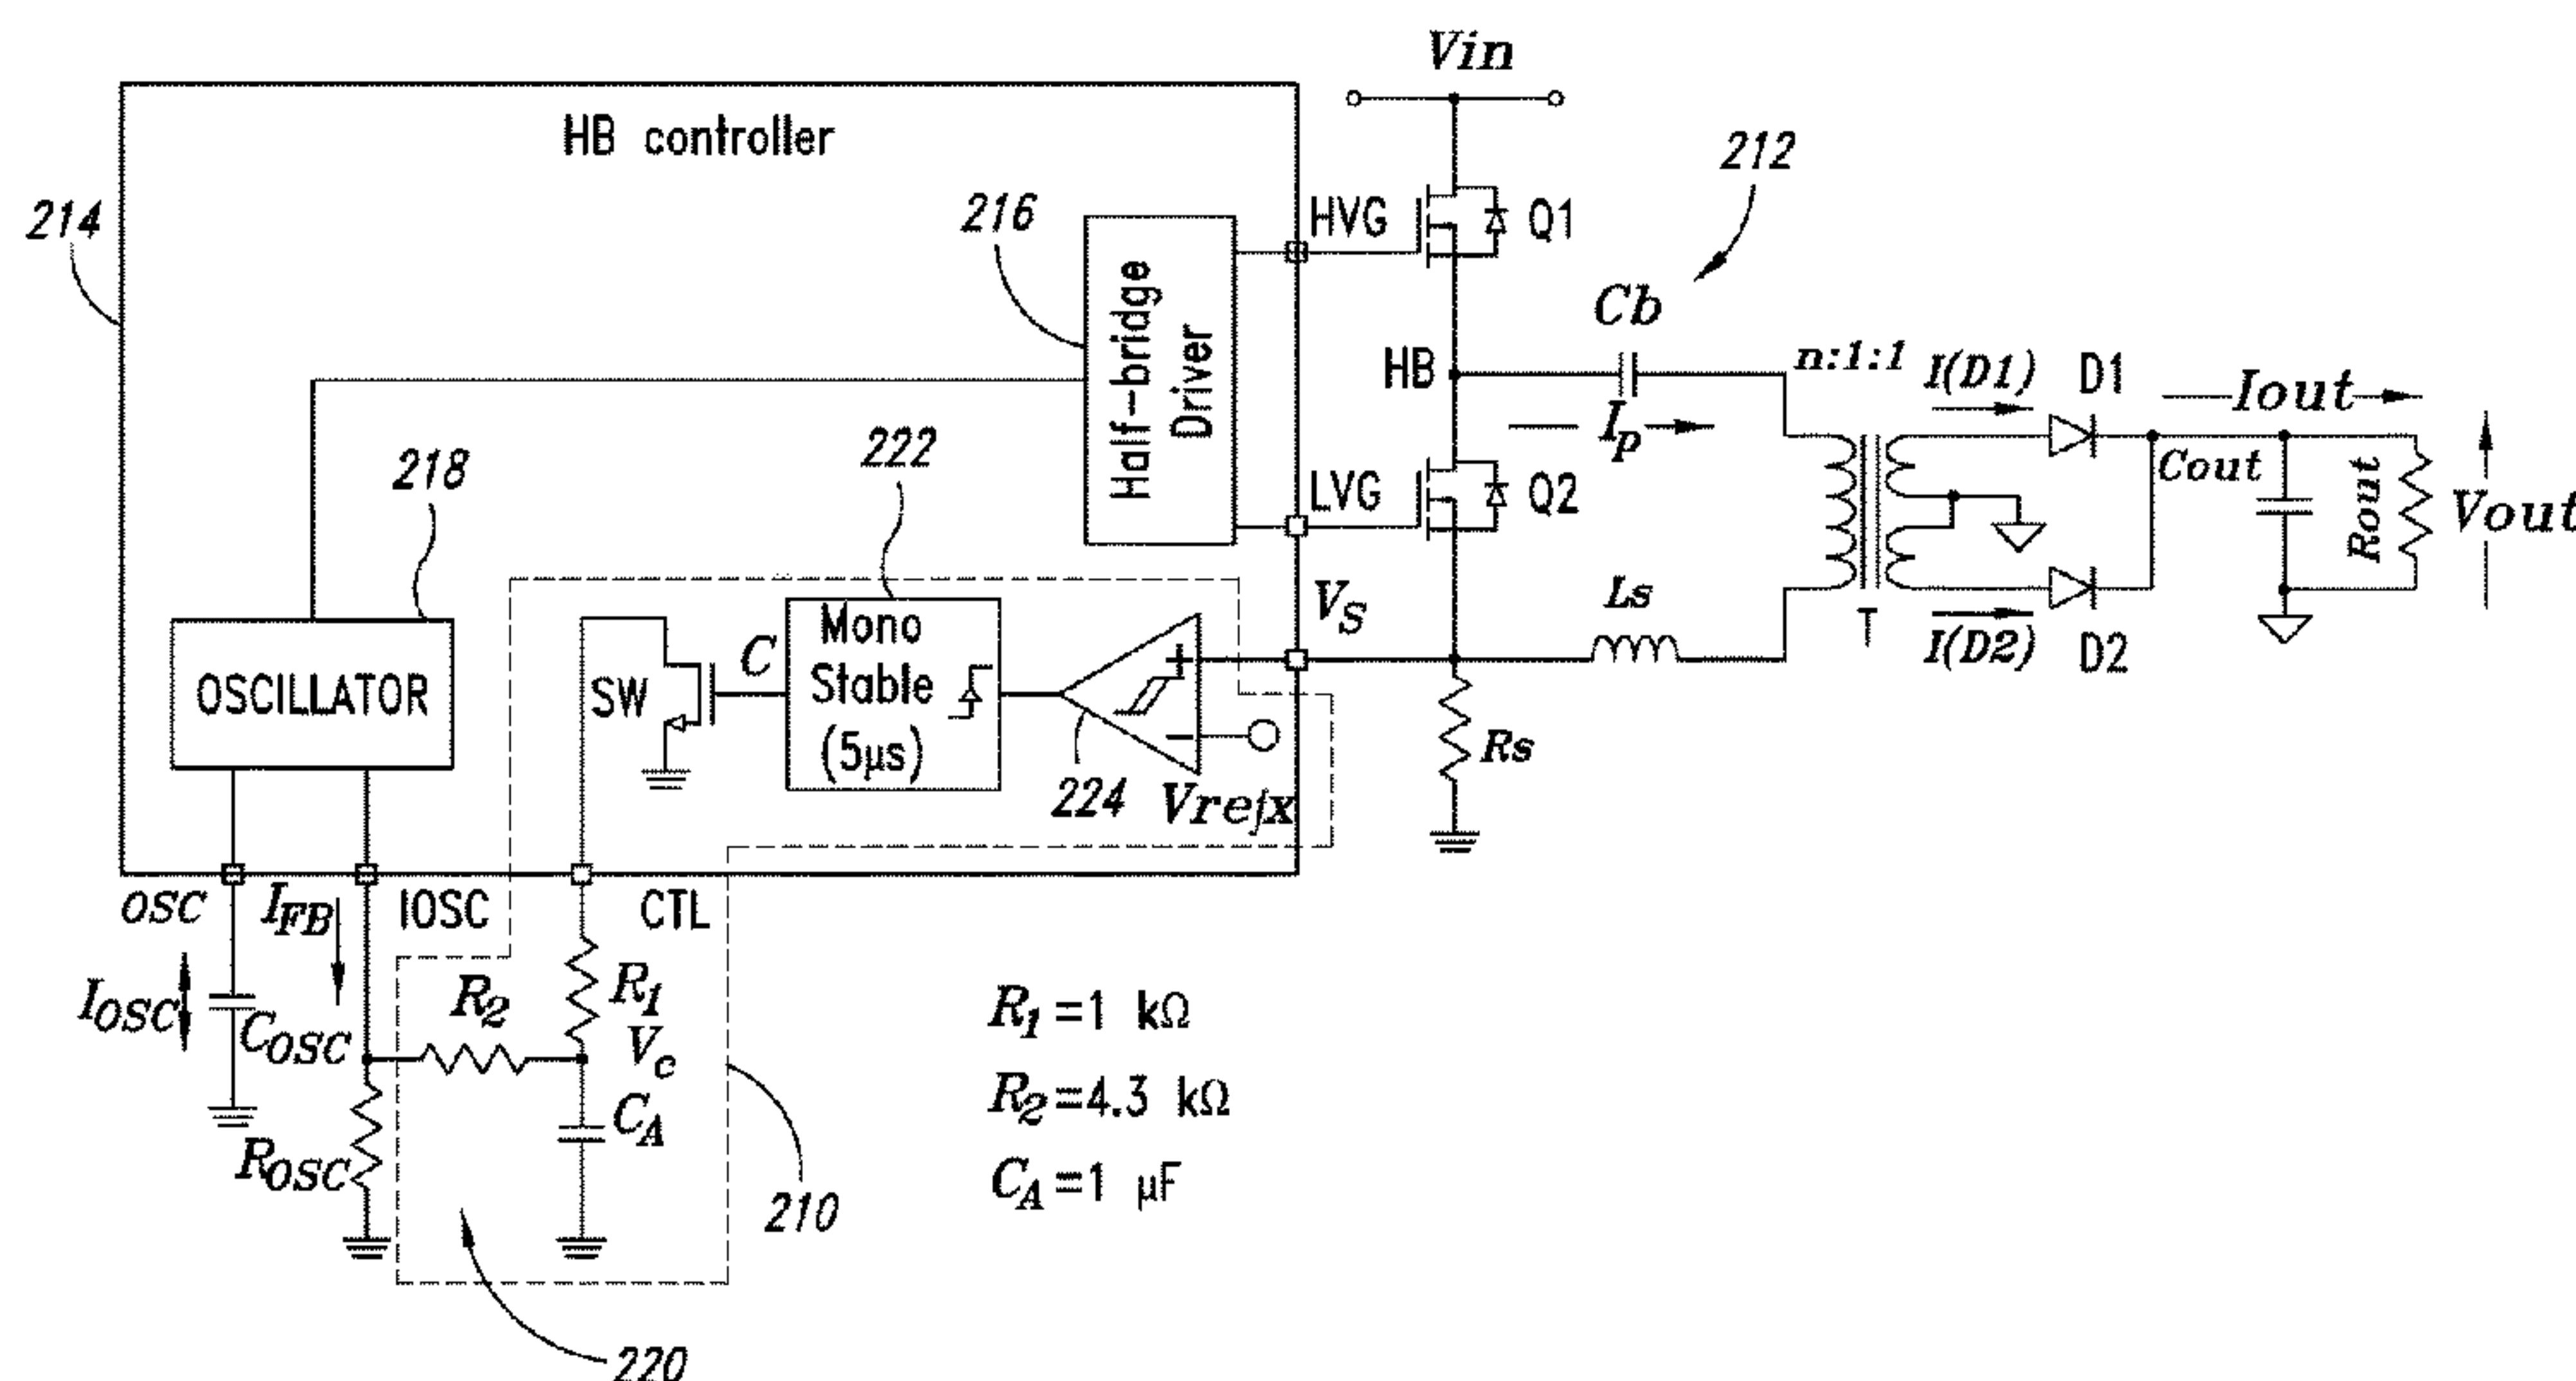 Vin
HB controller
212
214
216
HVG
Q1
Half-bridge
Driver
Cb
HB
n:1:1
I(D1)
D1
Iout
Ip
218
222
LVG
Q2
Cout
Rout
Vout
VS
Ls
T
I(D2)
D2
OSCILLATOR
SW
C
Mono
Stable
(5µs)
+
−
224
Vrefx
Rs
OSC
IFB
IOSC
CTL
IOSC
COSC
R2
R1
Vc
CA
ROSC
210
220
R1 =1 kΩ
R2 =4.3 kΩ
CA =1 µF